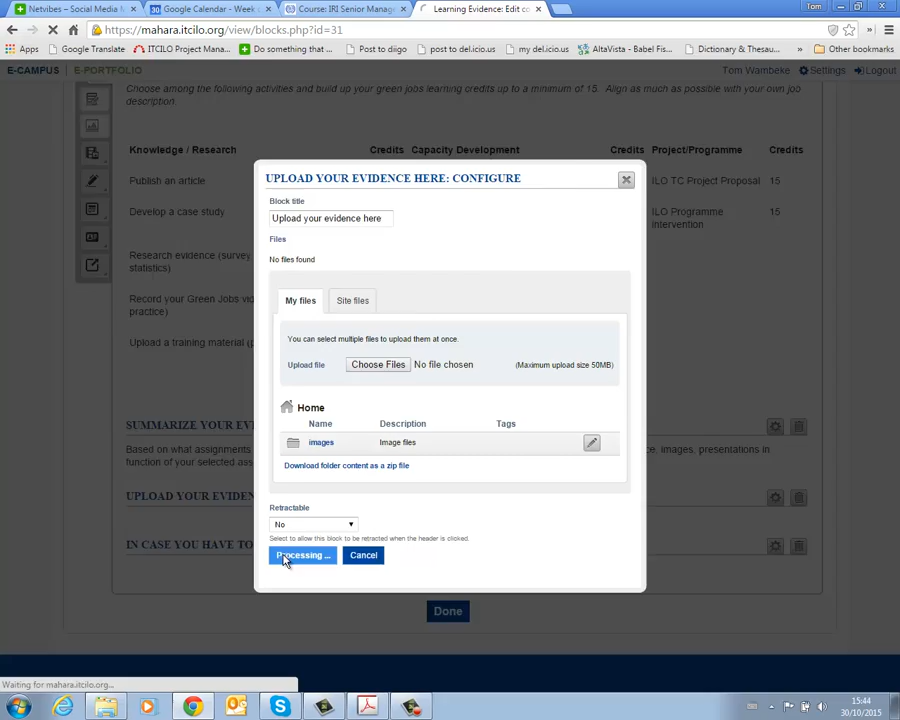 Netvibes – Social Media M
Google Calendar - Week
Course: IRI Senior Manage
Learning Evidence: Edit co
Tom
https://mahara.itcilo.org/view/blocks.php?id=31
Apps
Google Translate
ITCILO Project Mana...
Do something that ...
Post to diigo
post to del.icio.us
my del.icio.us
AltaVista - Babel Fis...
Dictionary & Thesau...
»
Other bookmarks
E-CAMPUS
E-PORTFOLIO
Tom Wambeke
Settings
Logout
Choose among the following activities and build up your green jobs learning credits up to a minimum of 15. Align as much as possible with your own job
description.
Knowledge / Research Credits Capacity Development Credits Project/Programme Credits
Publish an article
ILO TC Project Proposal 15
Develop a case study
ILO Programme 15
intervention
Research evidence (survey
statistics)
Record your Green Jobs vid
practice)
Upload a training material (p
UPLOAD YOUR EVIDENCE HERE: CONFIGURE
Block title
Upload your evidence here
Files
No files found
My files
Site files
You can select multiple files to upload them at once.
Upload file
Choose Files No file chosen
(Maximum upload size 50MB)
Home
Name Description Tags
images Image files
Download folder content as a zip file
Retractable
No
Select to allow this block to be retracted when the header is clicked.
Processing ...
Cancel
SUMMARIZE YOUR EV
Based on what assignments
ce, images, presentations in
function of your selected as
UPLOAD YOUR EVIDEN
IN CASE YOU HAVE TO
Done
Waiting for mahara.itcilo.org...
15:44
30/10/2015